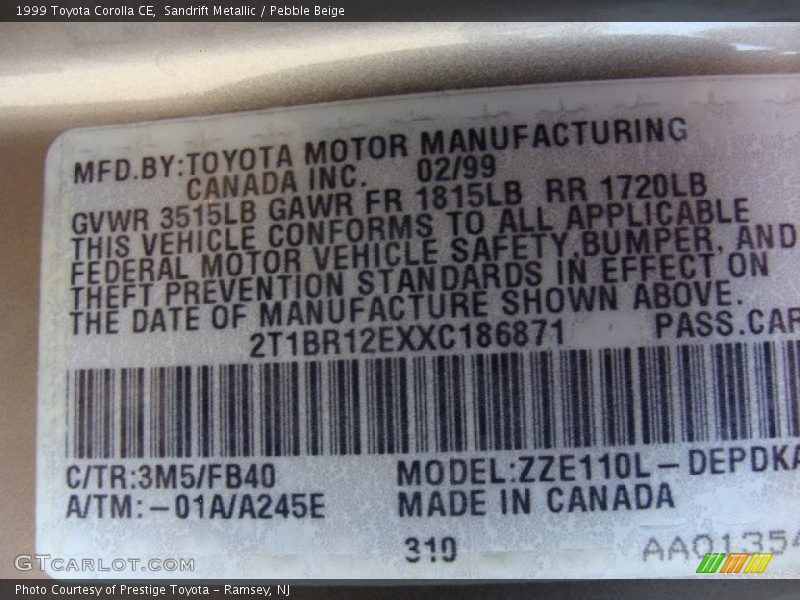 1999 Toyota Corolla CE, Sandrift Metallic / Pebble Beige
MFD.BY:TOYOTA MOTOR MANUFACTURING
CANADA INC. 02/99
GVWR 3515LB GAWR FR 1815LB RR 1720LB
THIS VEHICLE CONFORMS TO ALL APPLICABLE
FEDERAL MOTOR VEHICLE SAFETY,BUMPER, AND
THEFT PREVENTION STANDARDS IN EFFECT ON
THE DATE OF MANUFACTURE SHOWN ABOVE.
2T1BR12EXXC186871 PASS.CAR
C/TR:3M5/FB40 MODEL:ZZE110L-DEPDKA
A/TM:-01A/A245E MADE IN CANADA
310 AA01354
GTCARLOT.COM
Photo Courtesy of Prestige Toyota - Ramsey, NJ